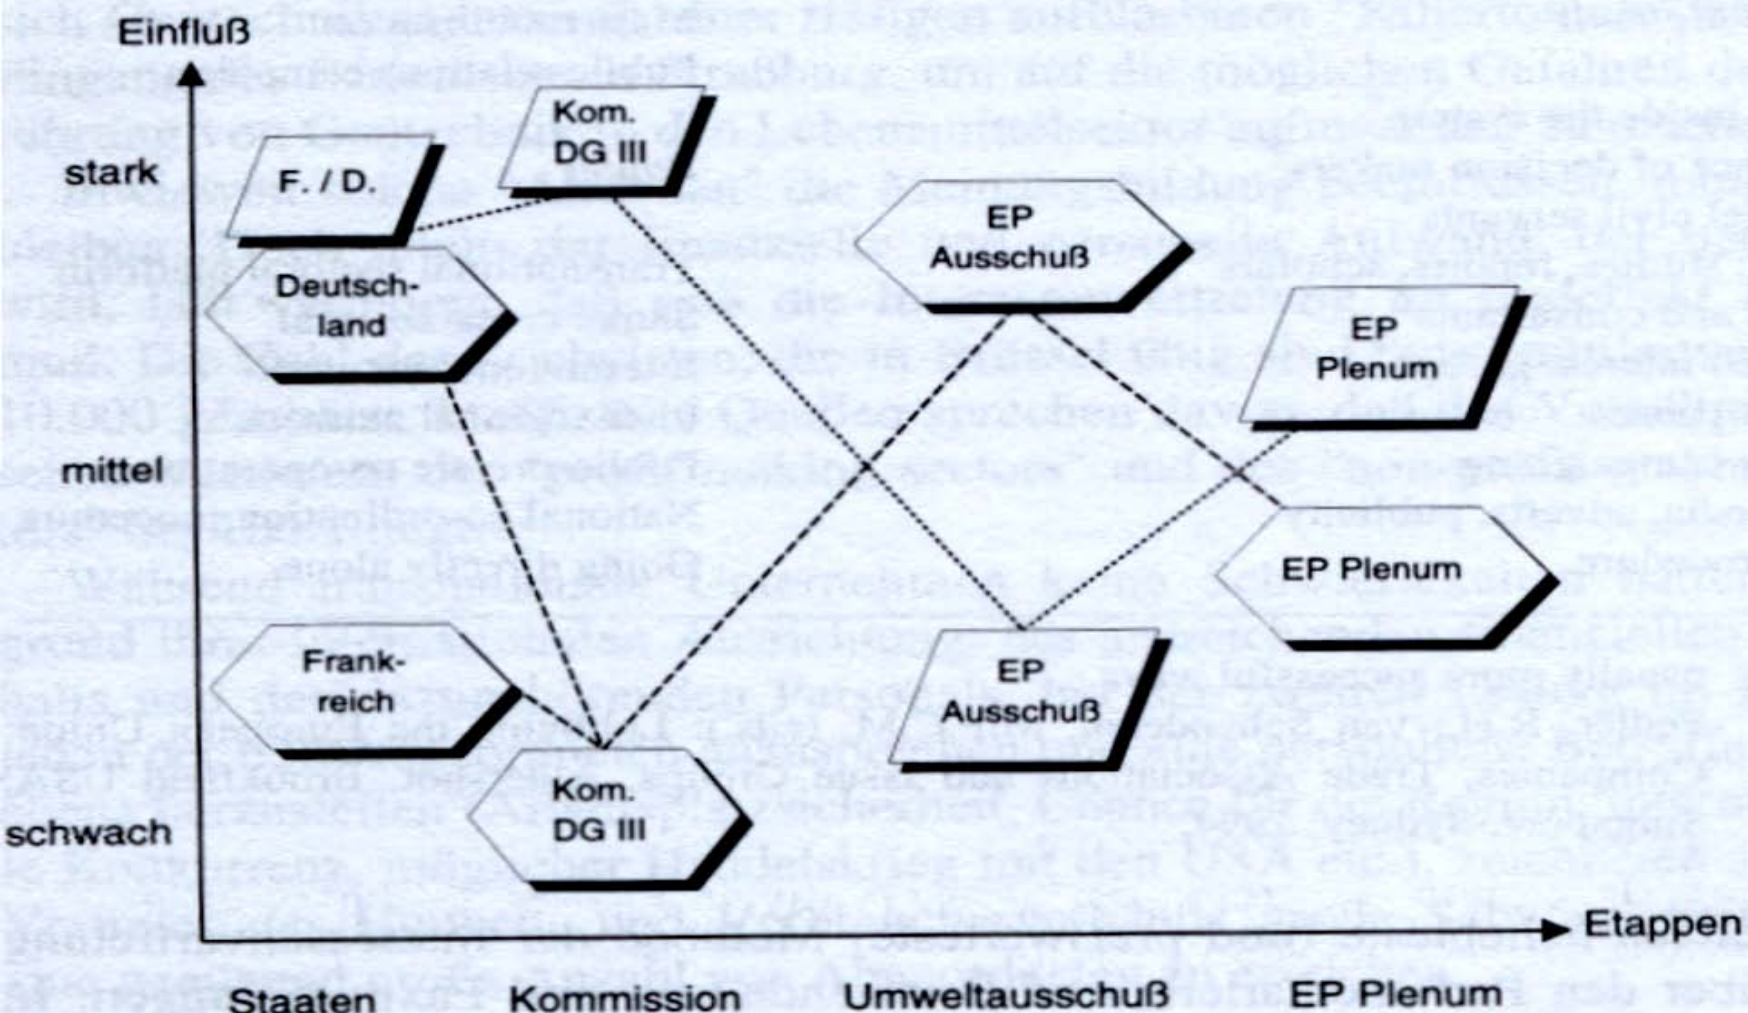 Einfluß
stark
mittel
schwach
F. / D.
Kom.
DG III
Deutsch-
land
EP
Ausschuß
EP
Plenum
EP Plenum
Frank-
reich
EP
Ausschuß
Kom.
DG III
Etappen
Staaten
Kommission
Umweltausschuß
EP Plenum